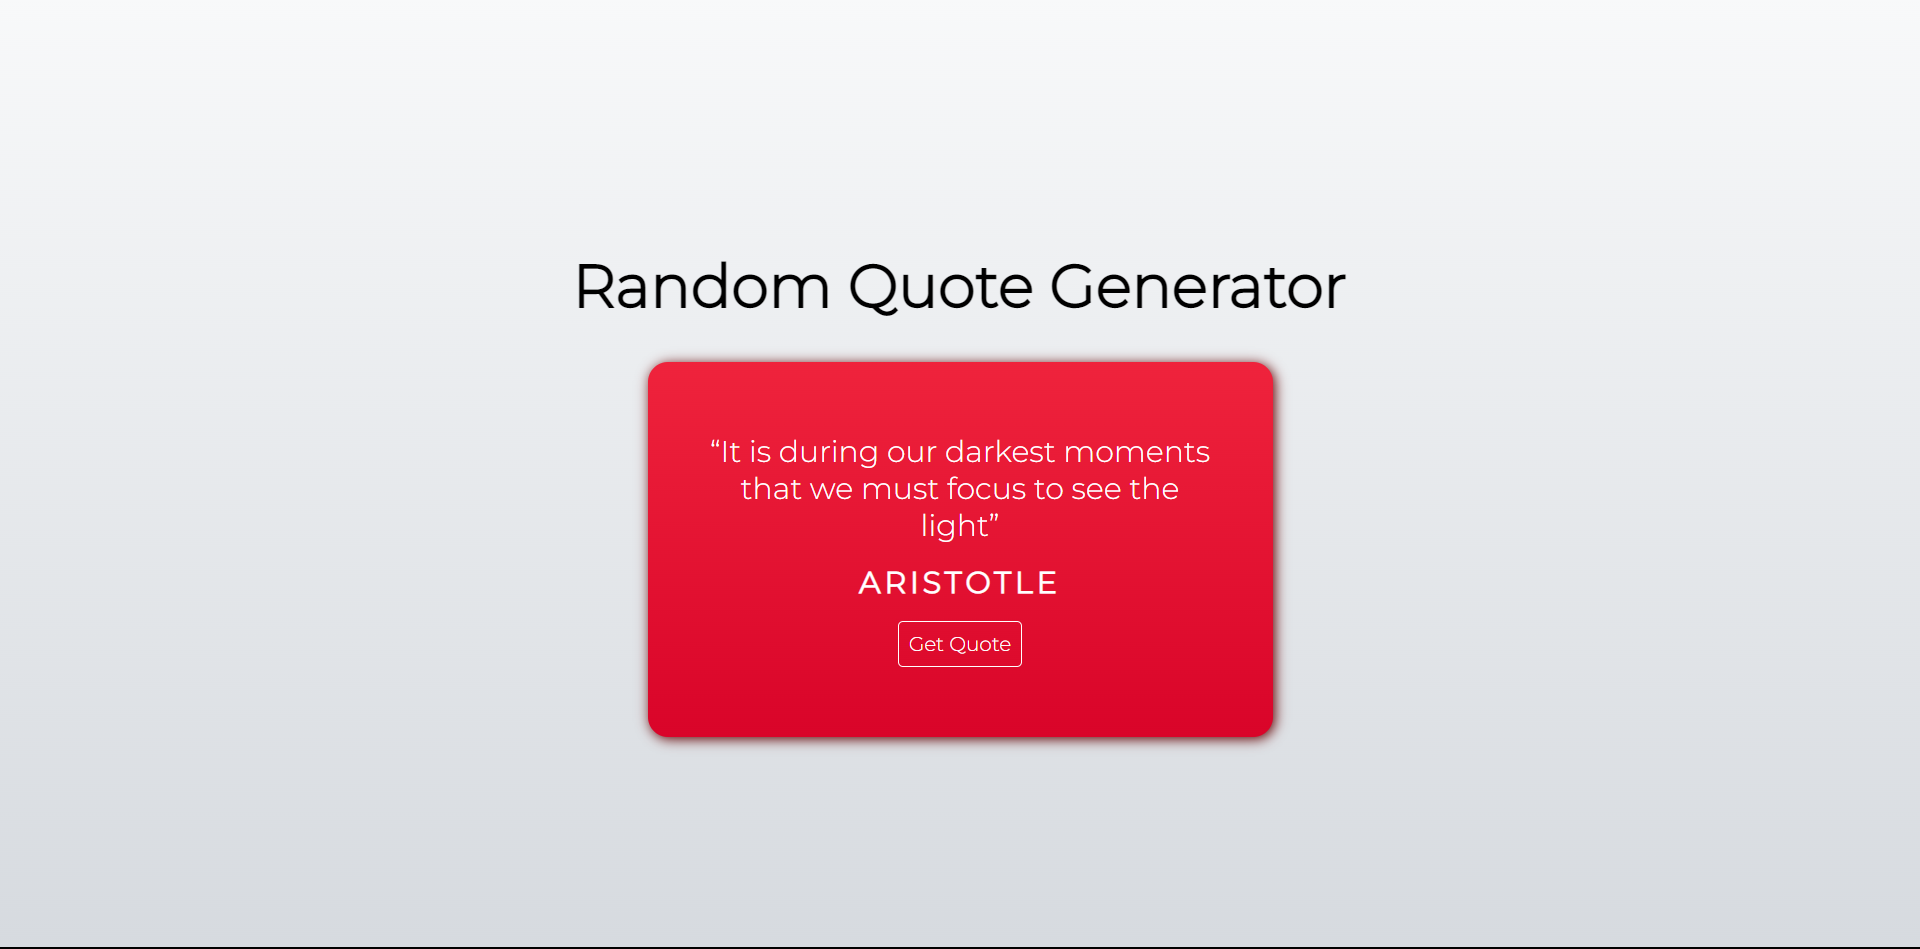 Random Quote Generator
“It is during our darkest moments
that we must focus to see the
light”
ARISTOTLE
Get Quote